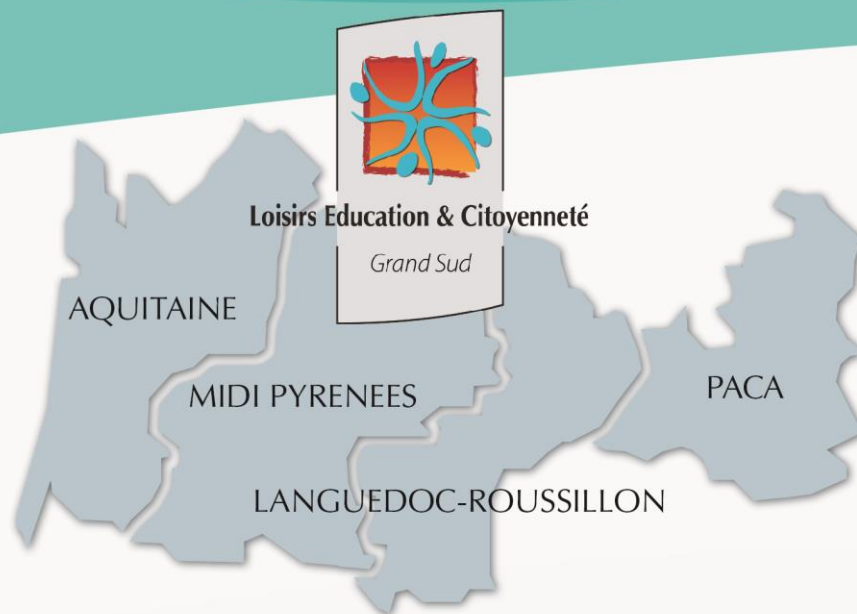 Loisirs Education & Citoyenneté
Grand Sud
AQUITAINE
MIDI PYRENEES
PACA
LANGUEDOC-ROUSSILLON